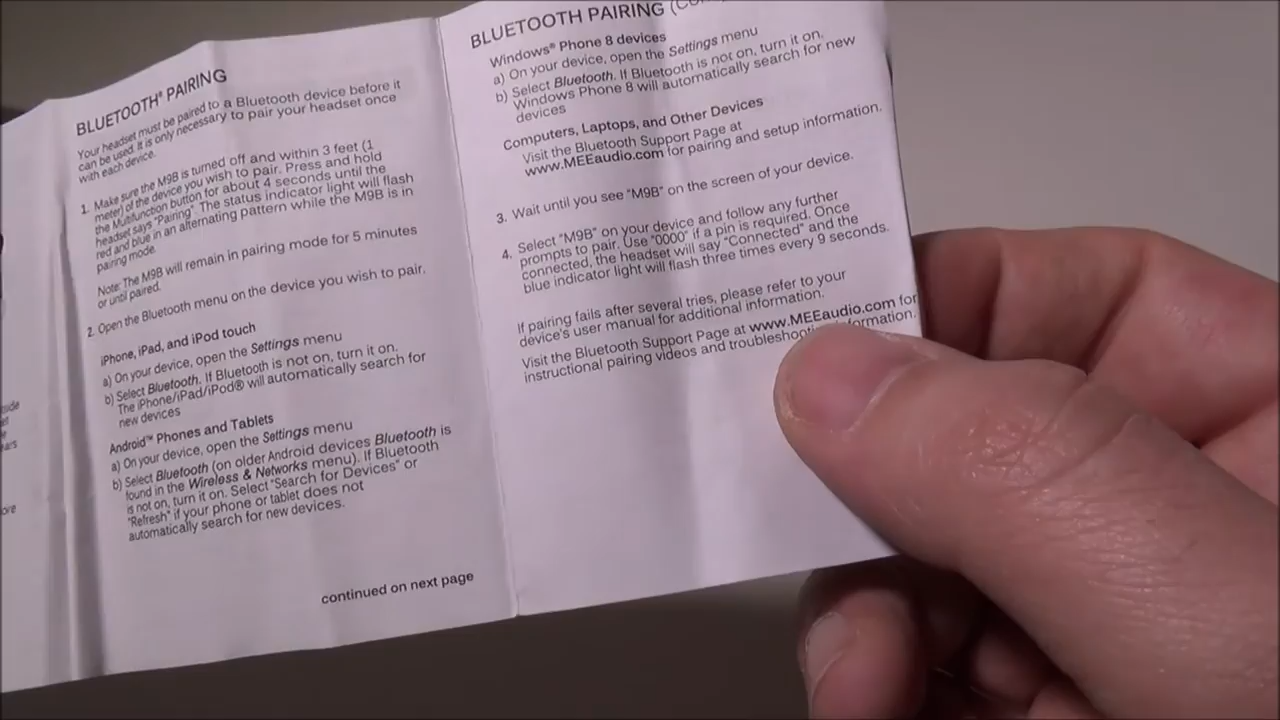 BLUETOOTH® PAIRING
Your headset must be paired to a Bluetooth device before it
can be used. It is only necessary to pair your headset once
with each device.
1. Make sure the M9B is turned off and within 3 feet (1
meter) of the device you wish to pair. Press and hold
the Multifunction button for about 4 seconds until the
headset says "Pairing". The status indicator light will flash
red and blue in an alternating pattern while the M9B is in
pairing mode.
Note: The M9B will remain in pairing mode for 5 minutes
or until paired.
2. Open the Bluetooth menu on the device you wish to pair.
iPhone, iPad, and iPod touch
a) On your device, open the Settings menu
b) Select Bluetooth. If Bluetooth is not on, turn it on.
The iPhone/iPad/iPod® will automatically search for
new devices
Android™ Phones and Tablets
a) On your device, open the Settings menu
b) Select Bluetooth (on older Android devices Bluetooth is
found in the Wireless & Networks menu). If Bluetooth
is not on, turn it on. Select "Search for Devices" or
"Refresh" if your phone or tablet does not
automatically search for new devices.
continued on next page
BLUETOOTH PAIRING
Windows® Phone 8 devices
a) On your device, open the Settings menu
b) Select Bluetooth. If Bluetooth is not on, turn it on.
Windows Phone 8 will automatically search for new
devices
Computers, Laptops, and Other Devices
Visit the Bluetooth Support Page at
www.MEEaudio.com for pairing and setup information.
3. Wait until you see "M9B" on the screen of your device.
4. Select "M9B" on your device and follow any further
prompts to pair. Use "0000" if a pin is required. Once
connected, the headset will say "Connected" and the
blue indicator light will flash three times every 9 seconds.
If pairing fails after several tries, please refer to your
device's user manual for additional information.
Visit the Bluetooth Support Page at www.MEEaudio.com for
instructional pairing videos and troubleshooting information.